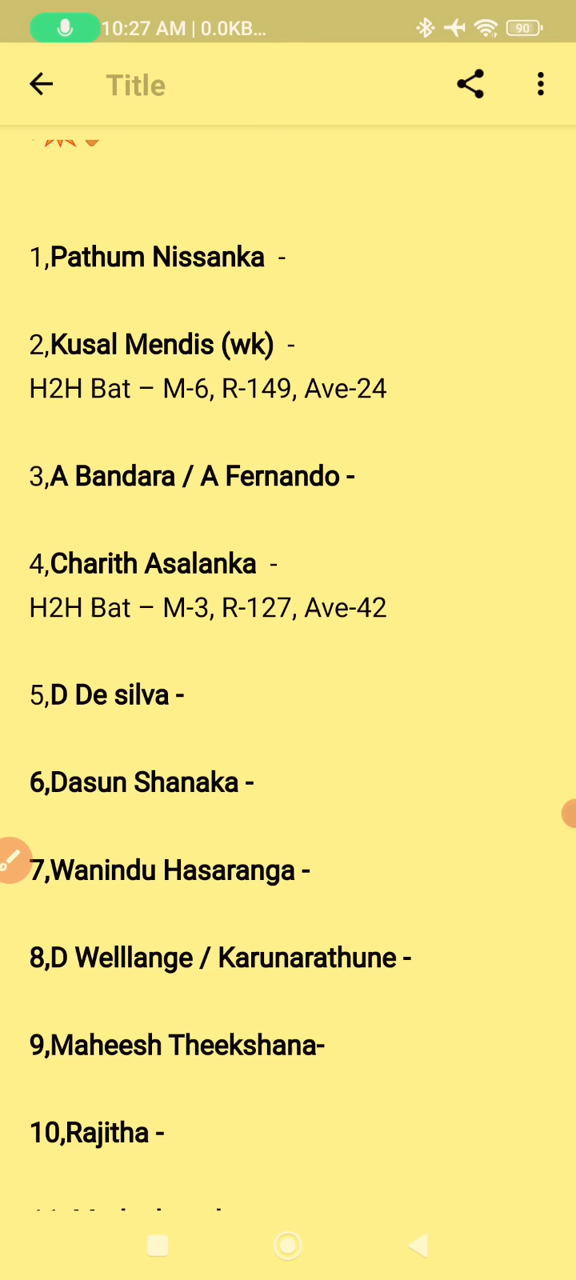 10:27 AM | 0.0KB...
90
Title
1,Pathum Nissanka -
2,Kusal Mendis (wk) -
H2H Bat – M-6, R-149, Ave-24
3,A Bandara / A Fernando -
4,Charith Asalanka -
H2H Bat – M-3, R-127, Ave-42
5,D De silva -
6,Dasun Shanaka -
7,Wanindu Hasaranga -
8,D Welllange / Karunarathune -
9,Maheesh Theekshana-
10,Rajitha -